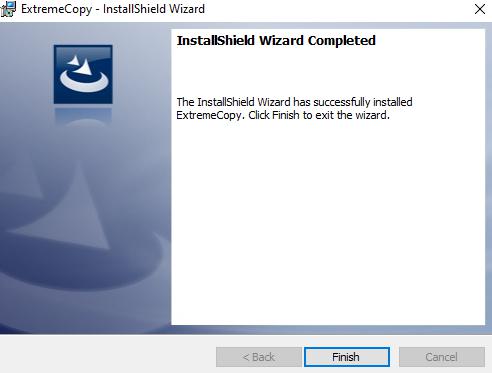 ExtremeCopy - InstallShield Wizard
InstallShield Wizard Completed
The InstallShield Wizard has successfully installed
ExtremeCopy. Click Finish to exit the wizard.
< Back
Finish
Cancel